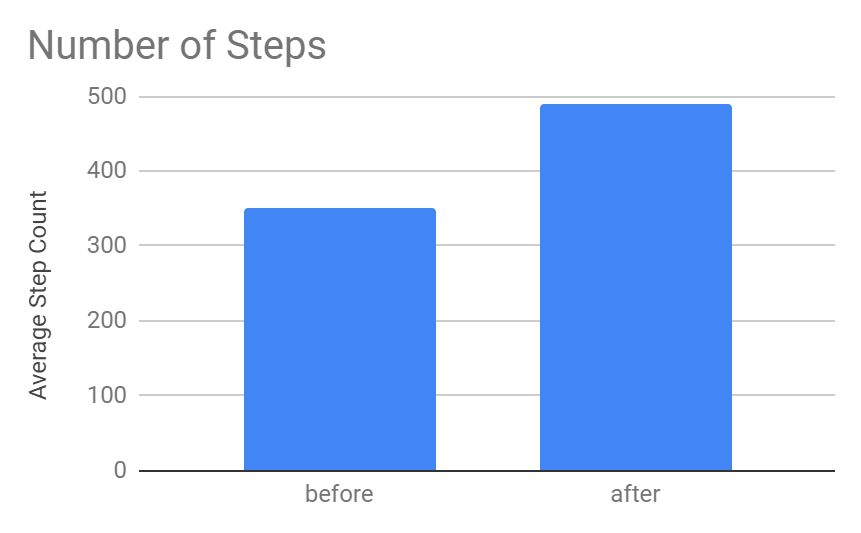 Number of Steps
Average Step Count
500
400
300
200
100
0
before after